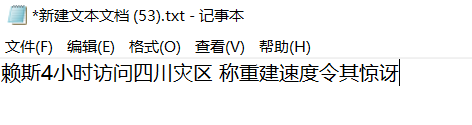 *新建文本文档 (53).txt - 记事本
文件(F) 编辑(E) 格式(O) 查看(V) 帮助(H)
赖斯4小时访问四川灾区 称重建速度令其惊讶